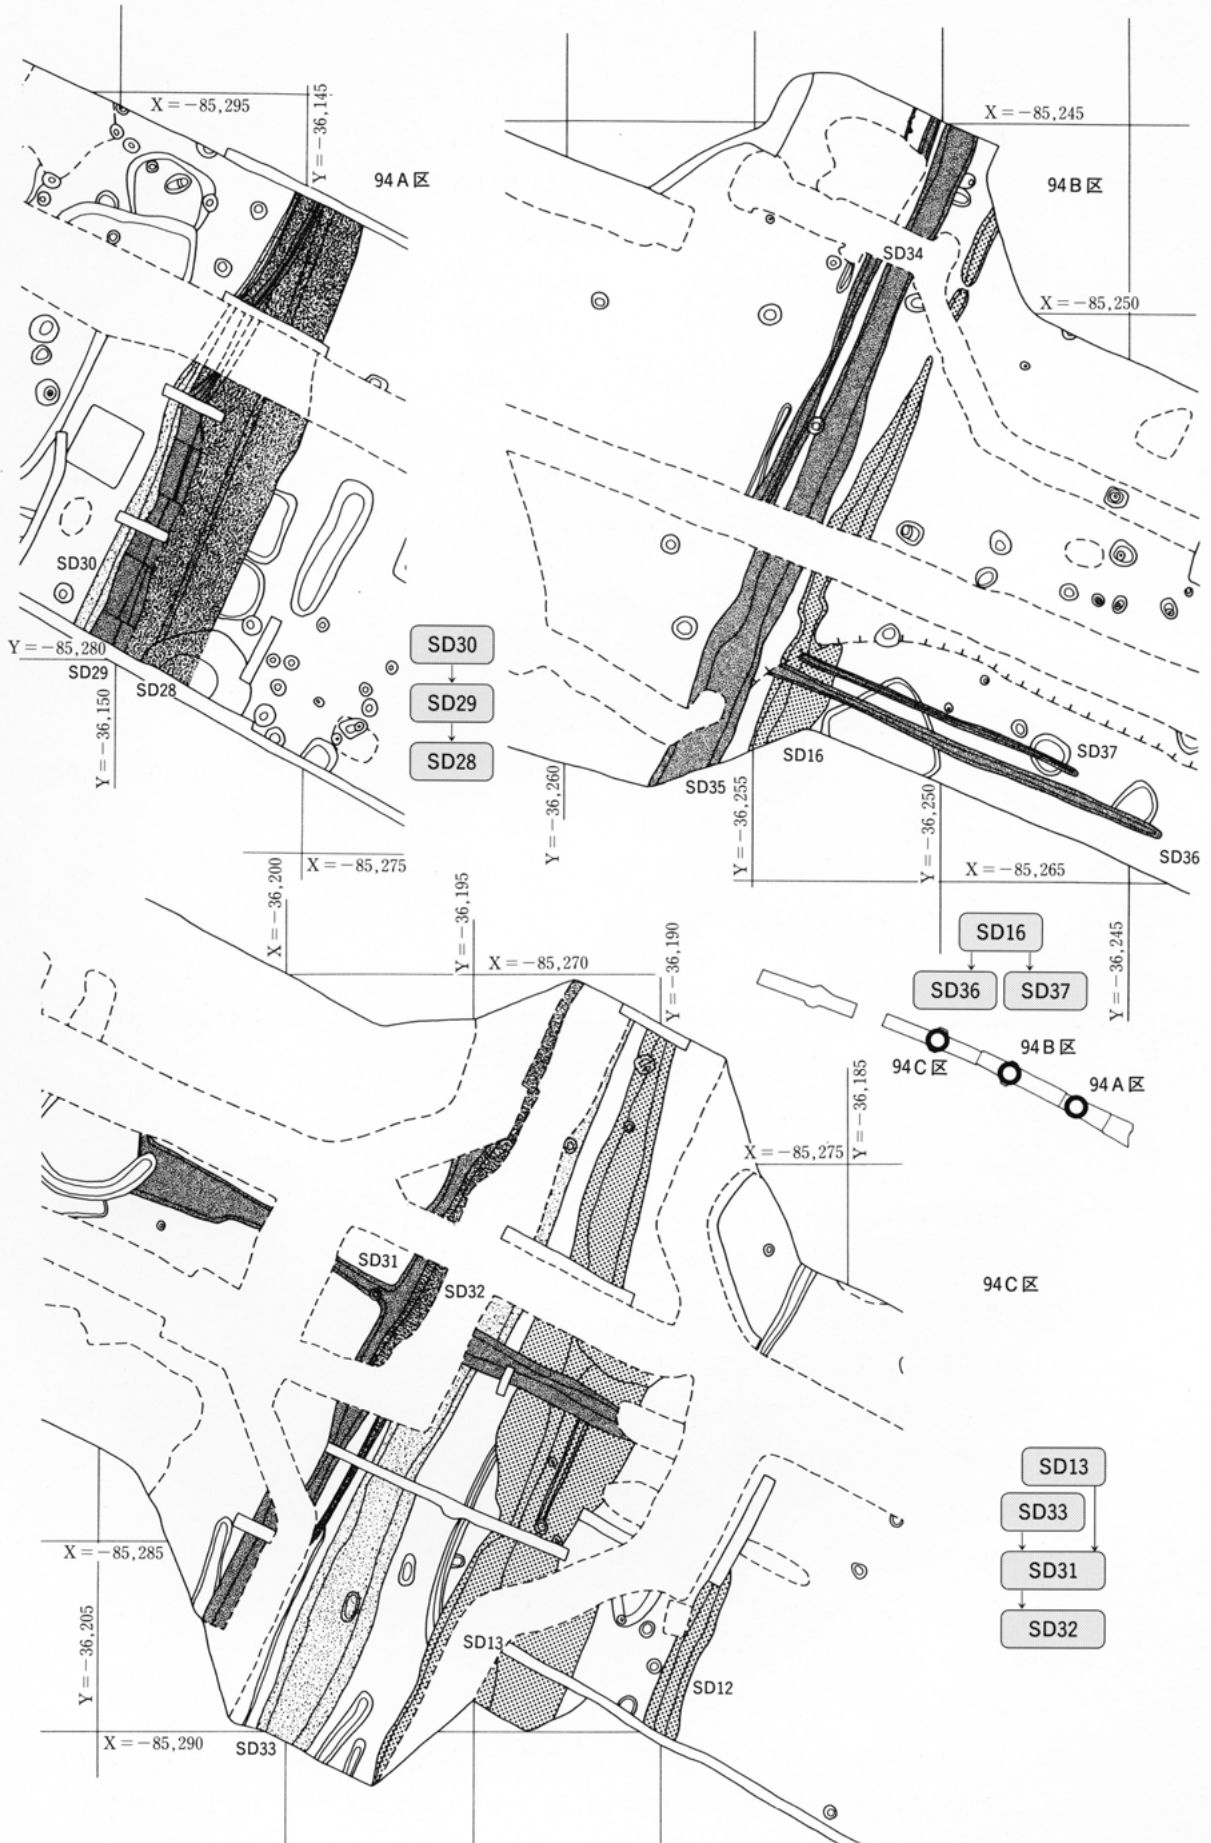 X=−85,295
Y=−36,145
94A区
SD30
Y=−85,280
SD29
SD28
Y=−36,150
X=−85,275
SD30
SD29
SD28
X=−85,245
94B区
SD34
X=−85,250
SD37
SD16
SD35
SD36
Y=−36,260
Y=−36,255
Y=−36,250
X=−85,265
Y=−36,245
SD16
SD36
SD37
94B区
94C区
94A区
X=−36,200
Y=−36,195
X=−85,270
Y=−36,190
Y=−36,185
X=−85,275
SD31
SD32
94C区
X=−85,285
Y=−36,205
SD13
SD12
X=−85,290
SD33
SD13
SD33
SD31
SD32